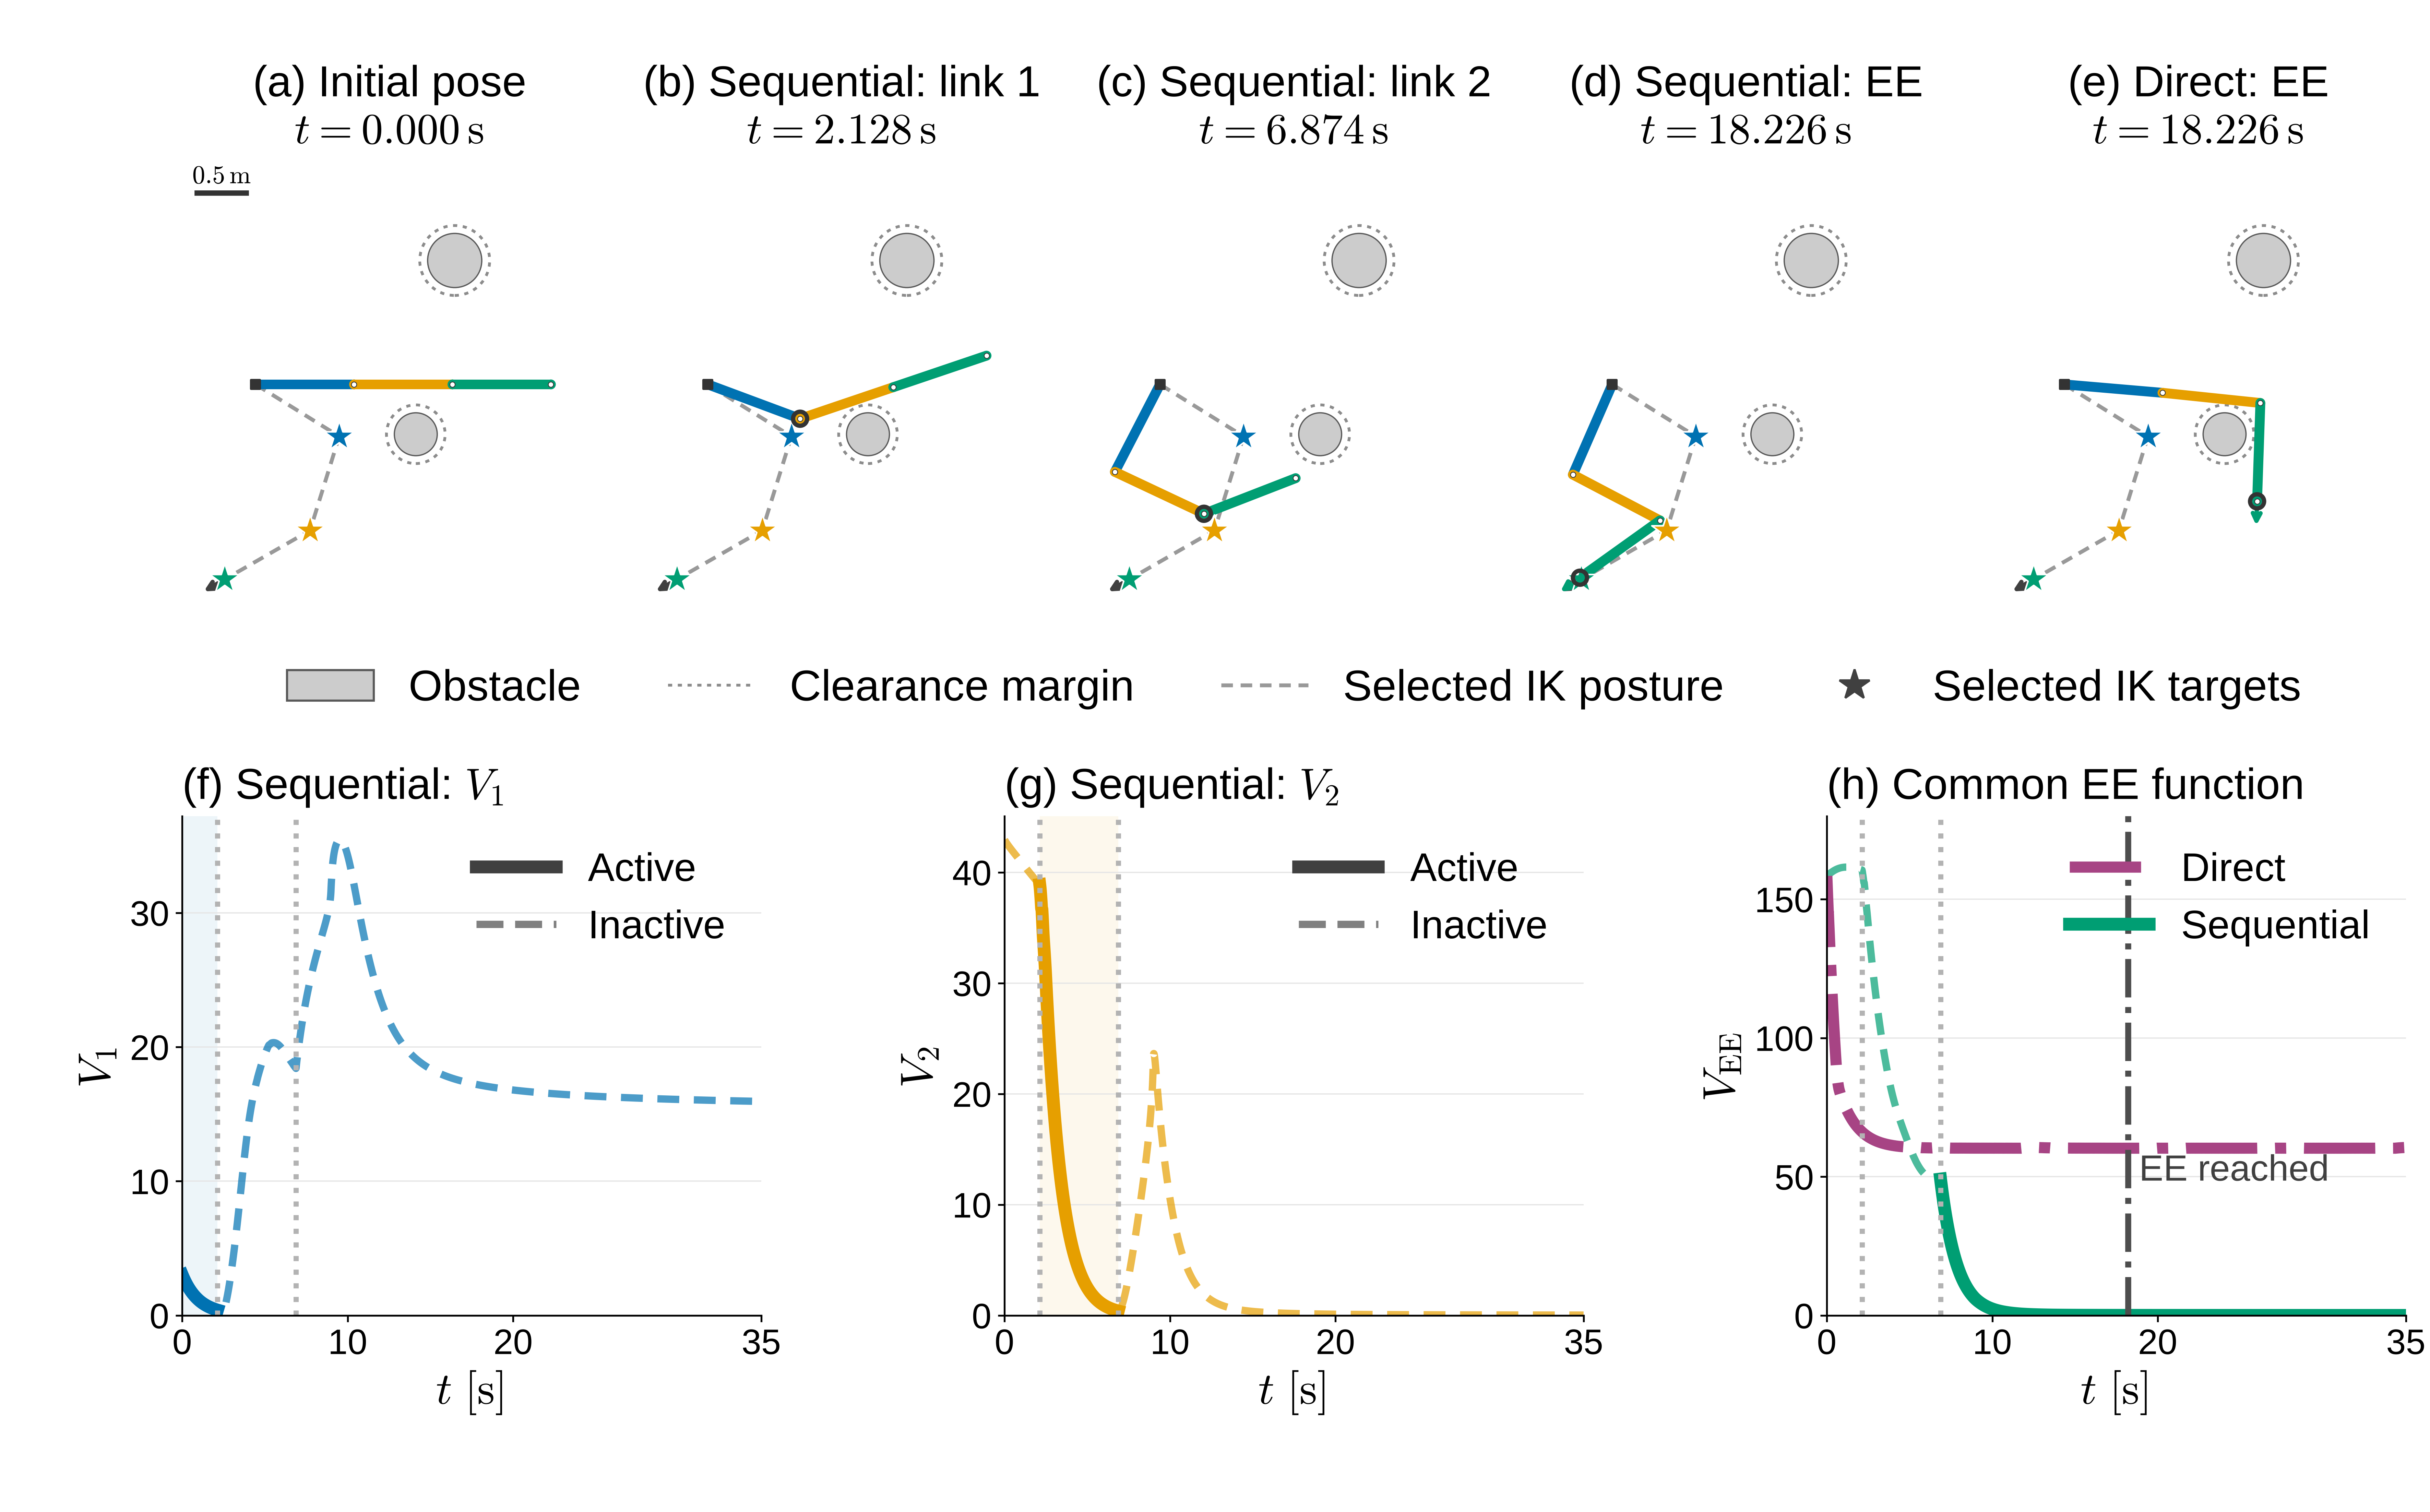 (a) Initial pose
t = 0.000 s
(b) Sequential: link 1
t = 2.128 s
(c) Sequential: link 2
t = 6.874 s
(d) Sequential: EE
t = 18.226 s
(e) Direct: EE
t = 18.226 s
0.5 m
Obstacle
Clearance margin
Selected IK posture
Selected IK targets
(f) Sequential: V₁
Active
Inactive
V₁
30
20
10
0
0 10 20 35
t [s]
(g) Sequential: V₂
Active
Inactive
V₂
40
30
20
10
0
0 10 20 35
t [s]
(h) Common EE function
Direct
Sequential
EE reached
V_EE
150
100
50
0
0 10 20 35
t [s]